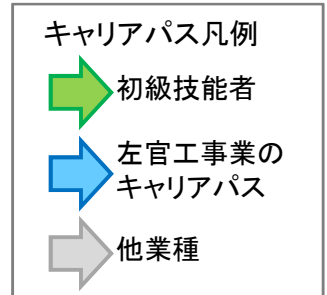 キャリアパス凡例
初級技能者
左官工事業の
キャリアパス
他業種